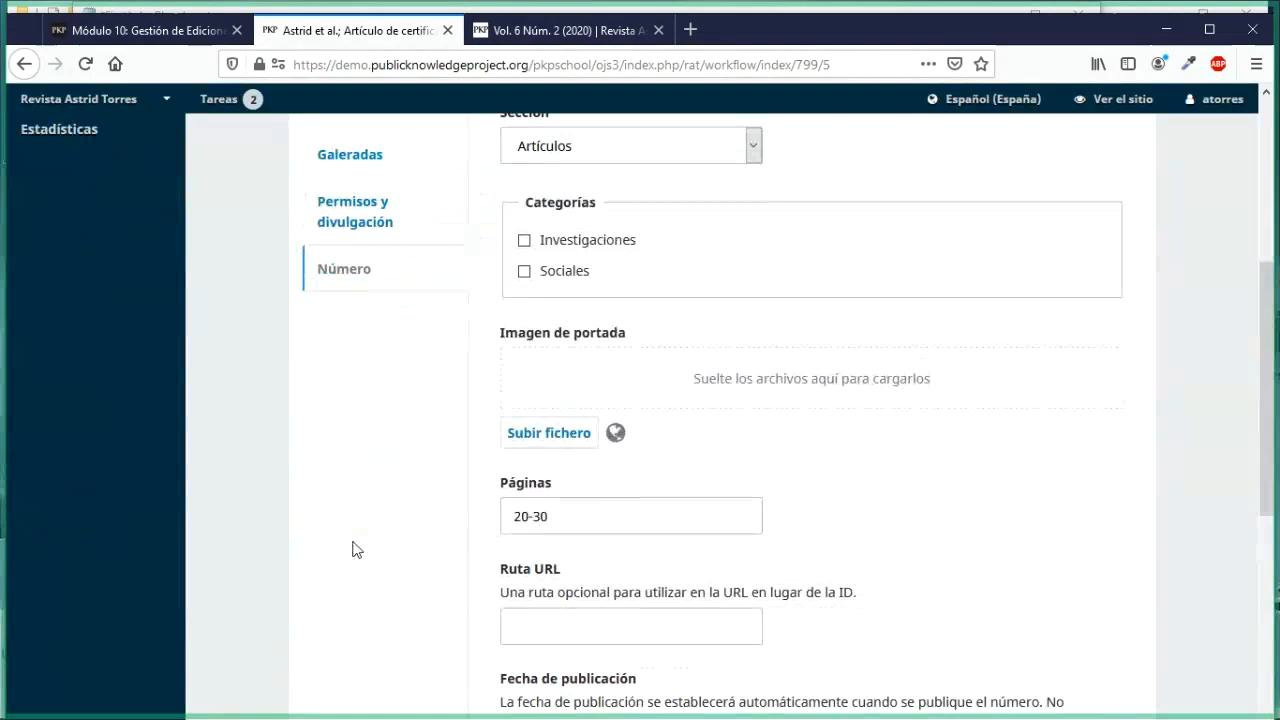 Módulo 10: Gestión de Edicion
PKP Astrid et al.; Artículo de certific
PKP Vol. 6 Núm. 2 (2020) | Revista A
https://demo.publicknowledgeproject.org/pkpschool/ojs3/index.php/rat/workflow/index/799/5
ABP
Revista Astrid Torres
Tareas 2
Español (España)
Ver el sitio
atorres
Estadísticas
Sección
Artículos
Galeradas
Permisos y
divulgación
Número
Categorías
Investigaciones
Sociales
Imagen de portada
Suelte los archivos aquí para cargarlos
Subir fichero
Páginas
20-30
Ruta URL
Una ruta opcional para utilizar en la URL en lugar de la ID.
Fecha de publicación
La fecha de publicación se establecerá automáticamente cuando se publique el número. No